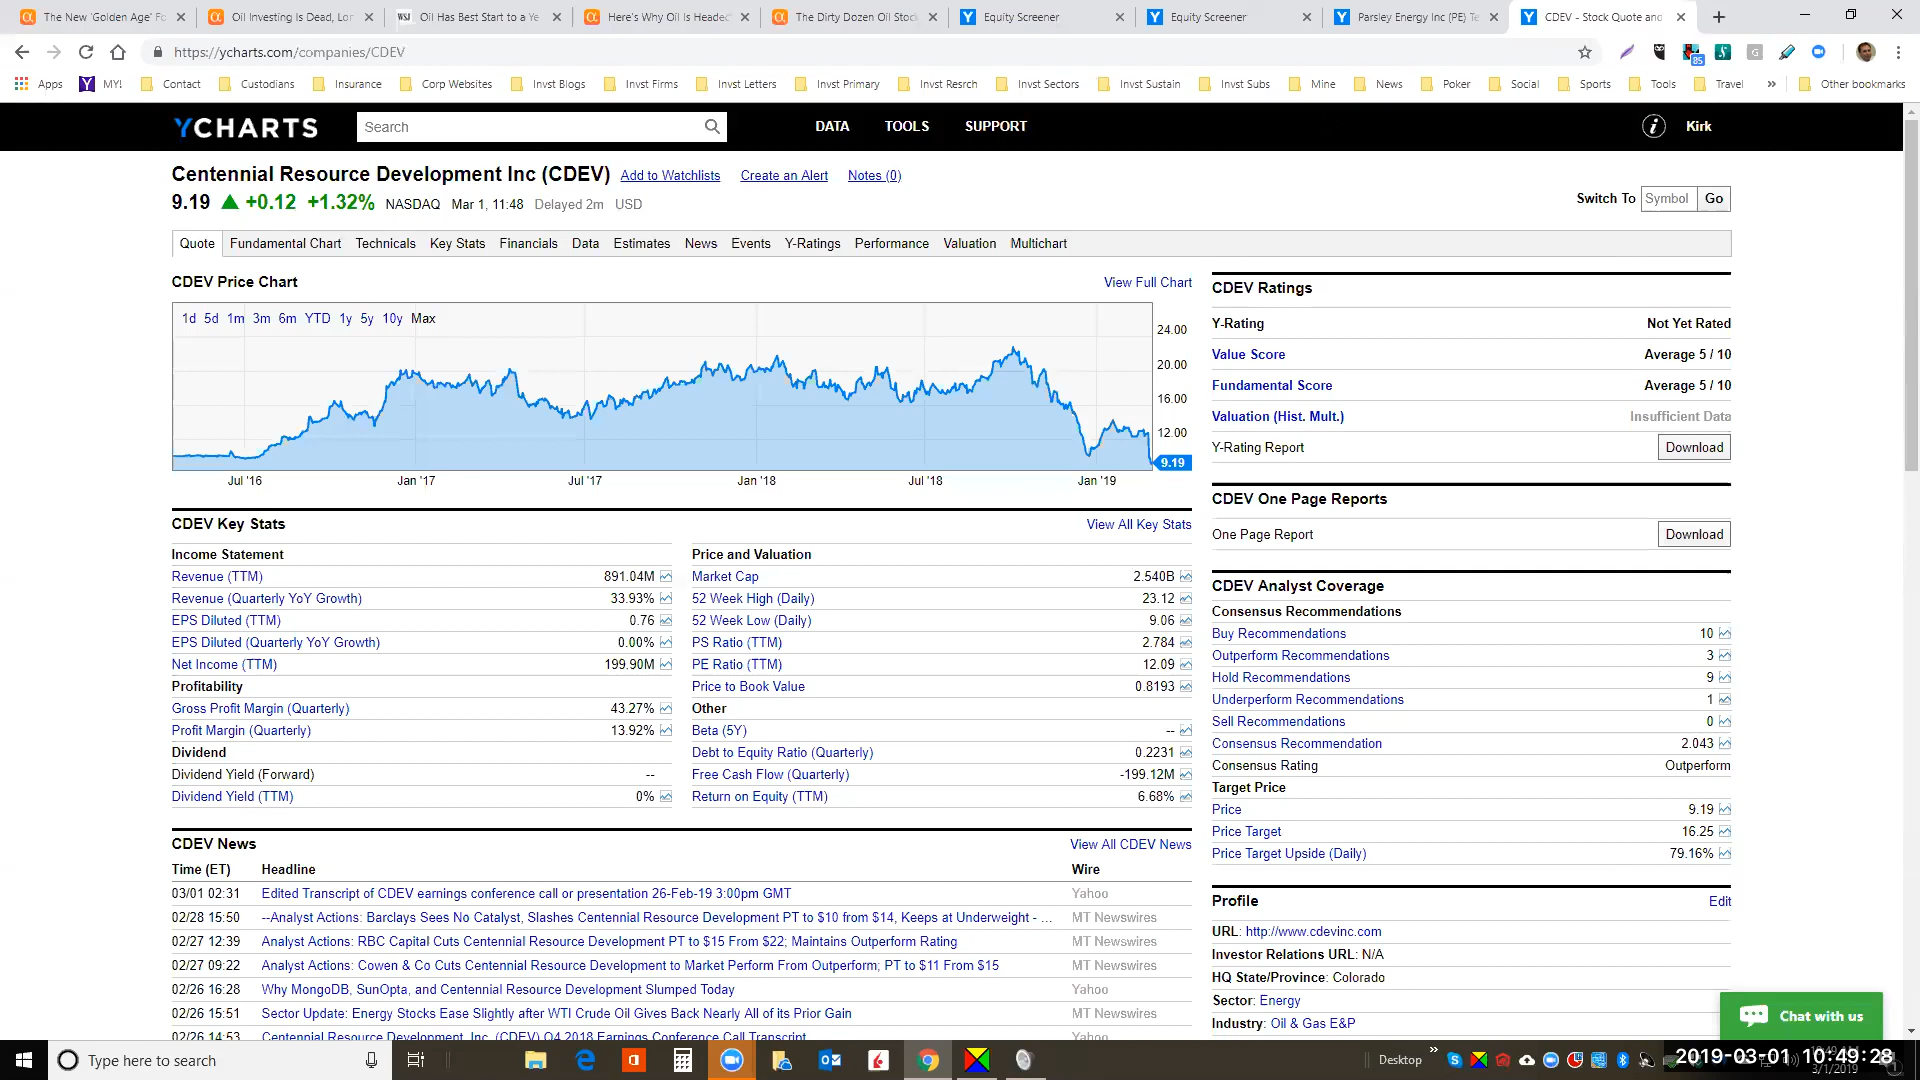 The New 'Golden Age' Fo
Oil Investing Is Dead, Lon
WSJ Oil Has Best Start to a Ye
Here's Why Oil Is Headed
The Dirty Dozen Oil Stock
Equity Screener
Equity Screener
Parsley Energy Inc (PE) Te
CDEV - Stock Quote and
https://ycharts.com/companies/CDEV
85
Apps MY! Contact Custodians Insurance Corp Websites Invst Blogs Invst Firms Invst Letters Invst Primary Invst Resrch Invst Sectors Invst Sustain Invst Subs Mine News Poker Social Sports Tools Travel » Other bookmarks
YCHARTS Search DATA TOOLS SUPPORT i Kirk
Centennial Resource Development Inc (CDEV) Add to Watchlists Create an Alert Notes (0)
9.19 +0.12 +1.32% NASDAQ Mar 1, 11:48 Delayed 2m USD
Switch To Symbol Go
Quote Fundamental Chart Technicals Key Stats Financials Data Estimates News Events Y-Ratings Performance Valuation Multichart
CDEV Price Chart View Full Chart
1d 5d 1m 3m 6m YTD 1y 5y 10y Max
24.00
20.00
16.00
12.00
9.19
Jul '16 Jan '17 Jul '17 Jan '18 Jul '18 Jan '19
CDEV Key Stats View All Key Stats
Income Statement
Revenue (TTM) 891.04M
Revenue (Quarterly YoY Growth) 33.93%
EPS Diluted (TTM) 0.76
EPS Diluted (Quarterly YoY Growth) 0.00%
Net Income (TTM) 199.90M
Profitability
Gross Profit Margin (Quarterly) 43.27%
Profit Margin (Quarterly) 13.92%
Dividend
Dividend Yield (Forward) --
Dividend Yield (TTM) 0%
Price and Valuation
Market Cap 2.540B
52 Week High (Daily) 23.12
52 Week Low (Daily) 9.06
PS Ratio (TTM) 2.784
PE Ratio (TTM) 12.09
Price to Book Value 0.8193
Other
Beta (5Y) --
Debt to Equity Ratio (Quarterly) 0.2231
Free Cash Flow (Quarterly) -199.12M
Return on Equity (TTM) 6.68%
CDEV News View All CDEV News
Time (ET) Headline Wire
03/01 02:31 Edited Transcript of CDEV earnings conference call or presentation 26-Feb-19 3:00pm GMT Yahoo
02/28 15:50 --Analyst Actions: Barclays Sees No Catalyst, Slashes Centennial Resource Development PT to $10 from $14, Keeps at Underweight - ... MT Newswires
02/27 12:39 Analyst Actions: RBC Capital Cuts Centennial Resource Development PT to $15 From $22; Maintains Outperform Rating MT Newswires
02/27 09:22 Analyst Actions: Cowen & Co Cuts Centennial Resource Development to Market Perform From Outperform; PT to $11 From $15 MT Newswires
02/26 16:28 Why MongoDB, SunOpta, and Centennial Resource Development Slumped Today Yahoo
02/26 15:51 Sector Update: Energy Stocks Ease Slightly after WTI Crude Oil Gives Back Nearly All of its Prior Gain MT Newswires
02/26 14:53 Centennial Resource Development, Inc. (CDEV) Q4 2018 Earnings Conference Call Transcript Yahoo
CDEV Ratings
Y-Rating Not Yet Rated
Value Score Average 5 / 10
Fundamental Score Average 5 / 10
Valuation (Hist. Mult.) Insufficient Data
Y-Rating Report Download
CDEV One Page Reports
One Page Report Download
CDEV Analyst Coverage
Consensus Recommendations
Buy Recommendations 10
Outperform Recommendations 3
Hold Recommendations 9
Underperform Recommendations 1
Sell Recommendations 0
Consensus Recommendation 2.043
Consensus Rating Outperform
Target Price
Price 9.19
Price Target 16.25
Price Target Upside (Daily) 79.16%
Profile Edit
URL: http://www.cdevinc.com
Investor Relations URL: N/A
HQ State/Province: Colorado
Sector: Energy
Industry: Oil & Gas E&P
Chat with us
Type here to search
Desktop »
2019-03-01 10:49:28
3/1/2019